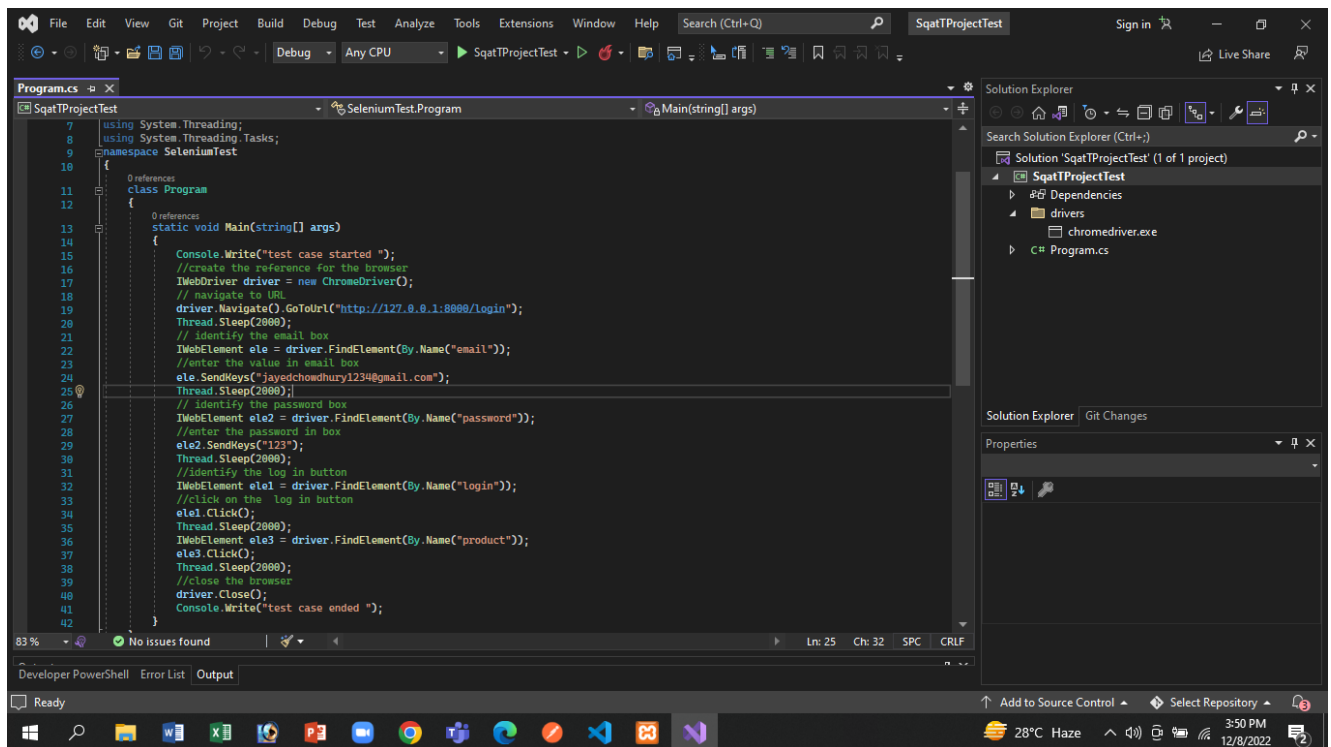 File Edit View Git Project Build Debug Test Analyze Tools Extensions Window Help Search (Ctrl+Q) SqatTProjectTest Sign in
Debug Any CPU SqatTProjectTest Live Share
Program.cs
SqatTProjectTest SeleniumTest.Program Main(string[] args)
7 using System.Threading;
8 using System.Threading.Tasks;
9 namespace SeleniumTest
10 {
0 references
11 class Program
12 {
0 references
13 static void Main(string[] args)
14 {
15 Console.Write("test case started ");
16 //create the reference for the browser
17 IWebDriver driver = new ChromeDriver();
18 // navigate to URL
19 driver.Navigate().GoToUrl("http://127.0.0.1:8000/login");
20 Thread.Sleep(2000);
21 // identify the email box
22 IWebElement ele = driver.FindElement(By.Name("email"));
23 //enter the value in email box
24 ele.SendKeys("jayedchowdhury1234@gmail.com");
25 Thread.Sleep(2000);
26 // identify the password box
27 IWebElement ele2 = driver.FindElement(By.Name("password"));
28 //enter the password in box
29 ele2.SendKeys("123");
30 Thread.Sleep(2000);
31 //identify the log in button
32 IWebElement ele1 = driver.FindElement(By.Name("login"));
33 //click on the log in button
34 ele1.Click();
35 Thread.Sleep(2000);
36 IWebElement ele3 = driver.FindElement(By.Name("product"));
37 ele3.Click();
38 Thread.Sleep(2000);
39 //close the browser
40 driver.Close();
41 Console.Write("test case ended ");
42 }
83 % No issues found Ln: 25 Ch: 32 SPC CRLF
Developer PowerShell Error List Output
Solution Explorer
Search Solution Explorer (Ctrl+;)
Solution 'SqatTProjectTest' (1 of 1 project)
C# SqatTProjectTest
Dependencies
drivers
chromedriver.exe
C# Program.cs
Solution Explorer Git Changes
Properties
Ready Add to Source Control Select Repository 3
28°C Haze 3:50 PM
12/8/2022 2